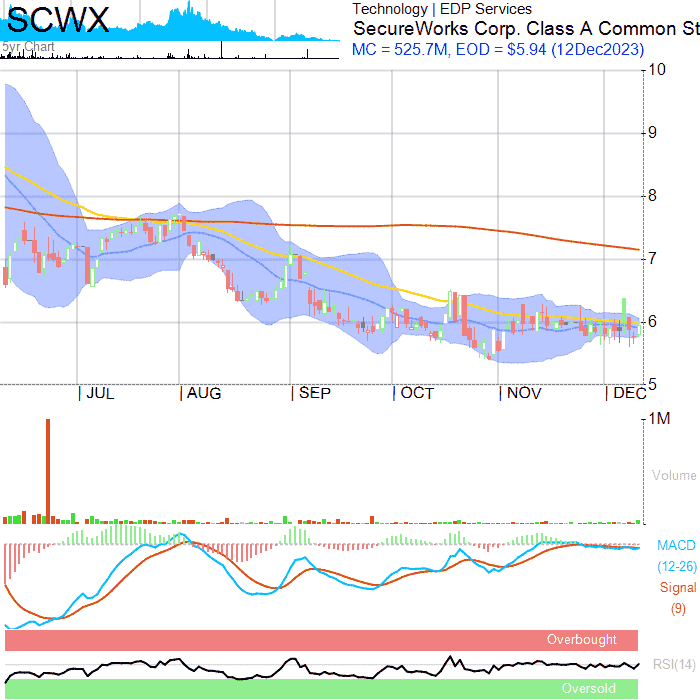 SCWX
5yr Chart
Technology | EDP Services
SecureWorks Corp. Class A Common St
MC = 525.7M, EOD = $5.94 (12Dec2023)
10
9
8
7
6
5
JUL
AUG
SEP
OCT
NOV
DEC
1M
Volume
MACD
(12-26)
Signal
(9)
Overbought
RSI(14)
Oversold